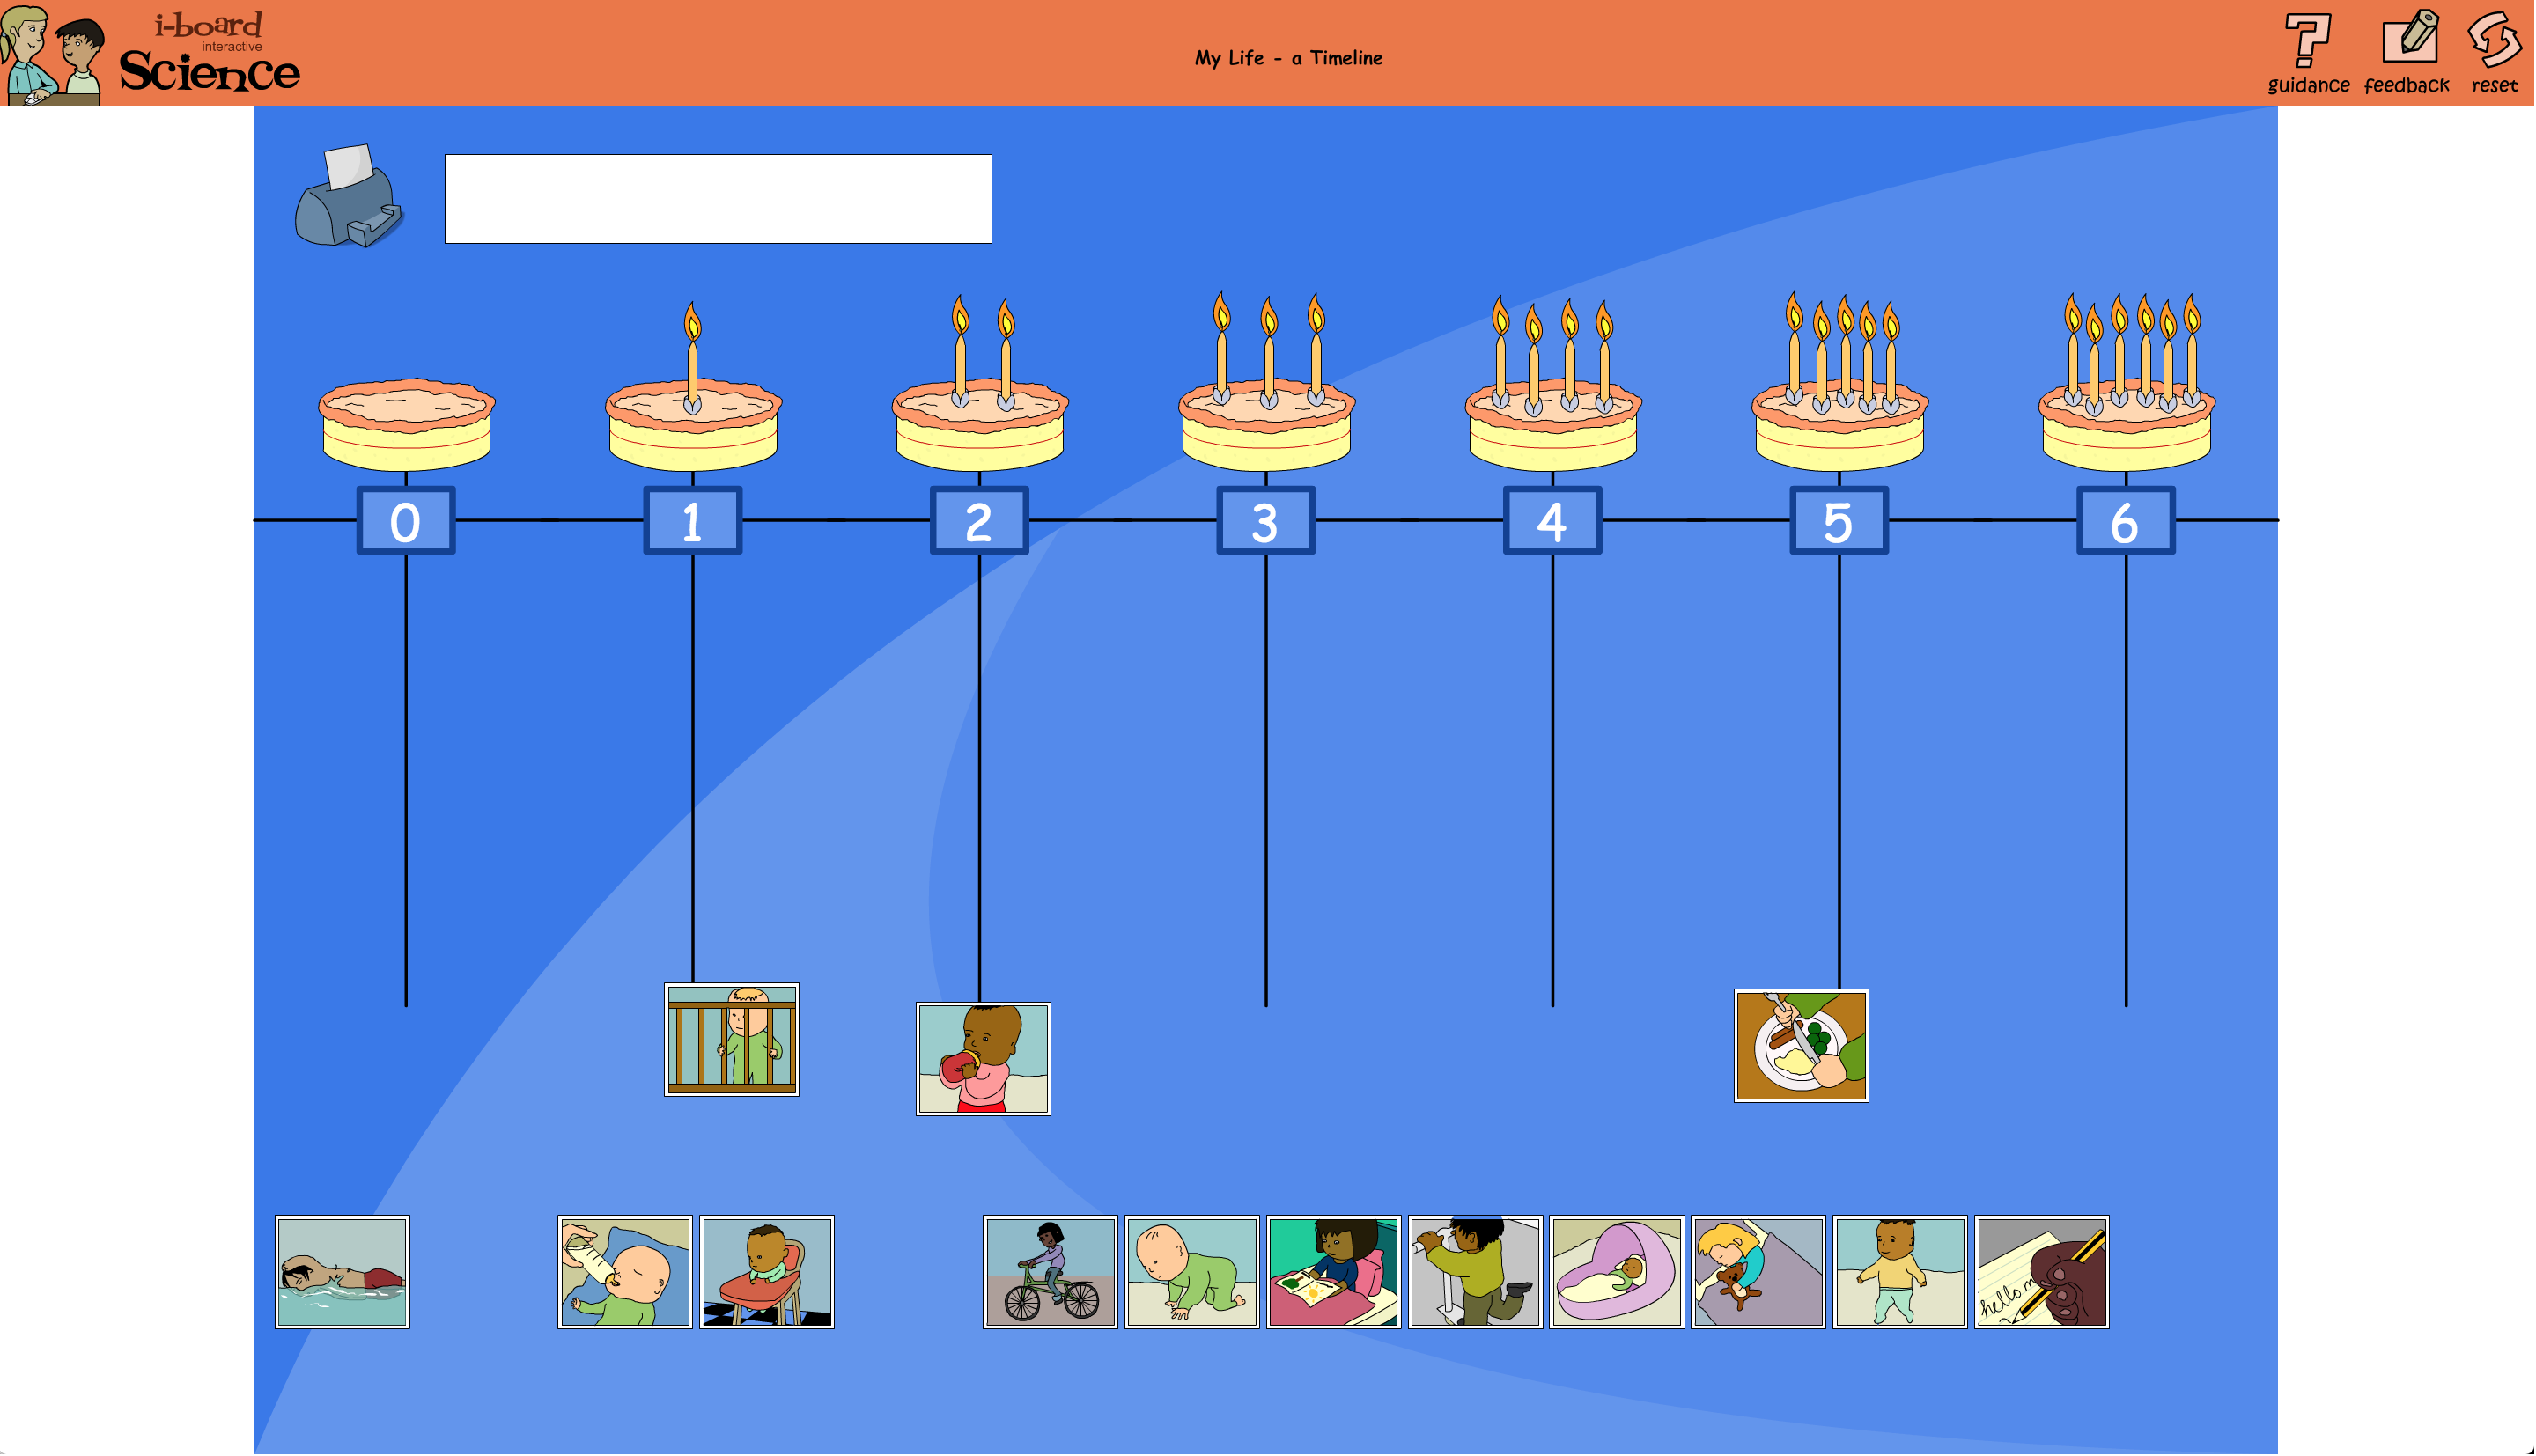 i-board
interactive
Science
My Life - a Timeline
guidance feedback reset
0 1 2 3 4 5 6
hello m